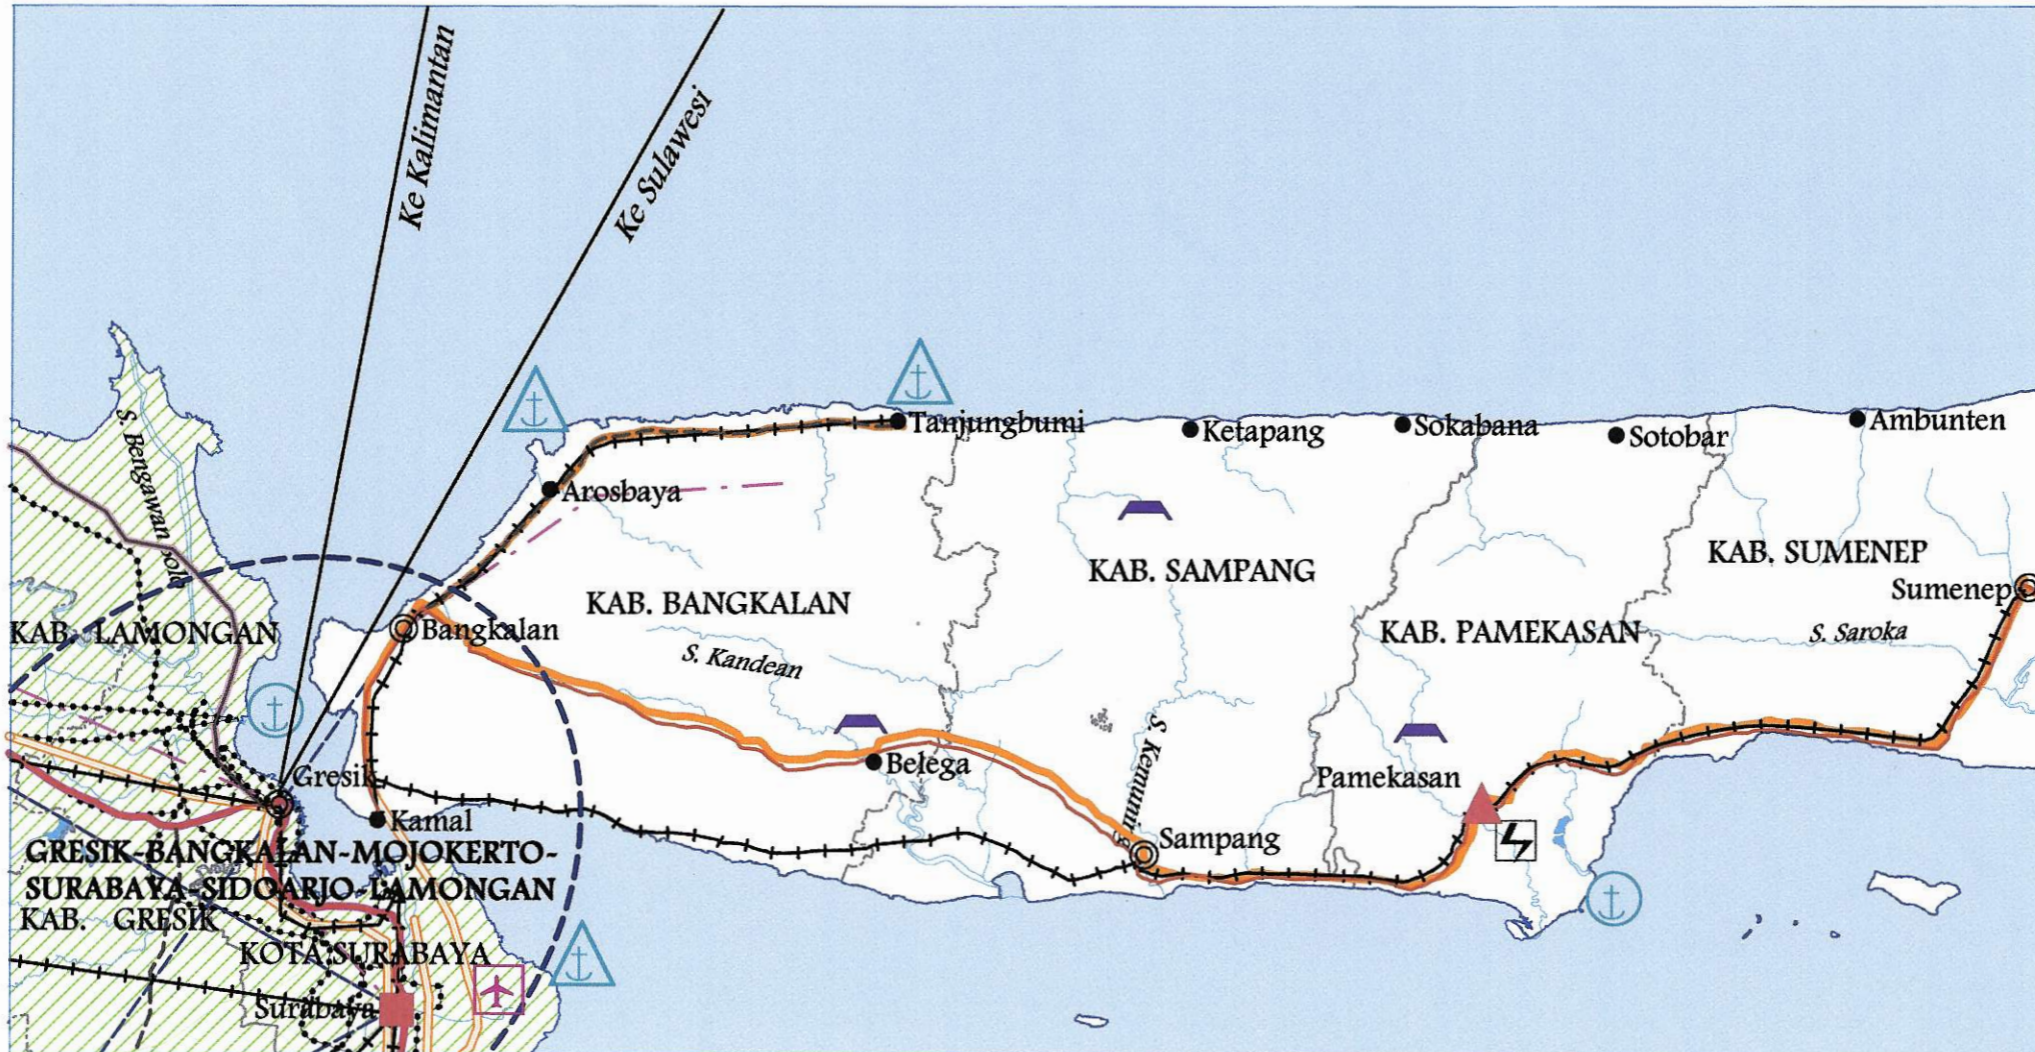 Ke Kalimantan
Ke Sulawesi
S. Bengawan Solo
Tanjungbumi
Ketapang
Sokabana
Sotobar
Ambunten
Arosbaya
KAB. SUMENEP
KAB. SAMPANG
Sumenep
KAB. BANGKALAN
KAB. LAMONGAN
Bangkalan
KAB. PAMEKASAN
S. Saroka
S. Kandean
S. Kemuning
Gresik
Belega
Pamekasan
Kamal
Sampang
GRESIK-BANGKALAN-MOJOKERTO-
SURABAYA-SIDOARJO-LAMONGAN
KAB. GRESIK
KOTA SURABAYA
Surabaya